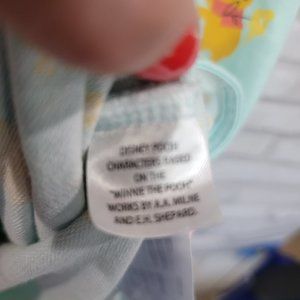 DISNEY POOH
CHARACTERS BASED
ON THE
"WINNIE THE POOH"
WORKS BY A.A. MILNE
AND E.H. SHEPARD.